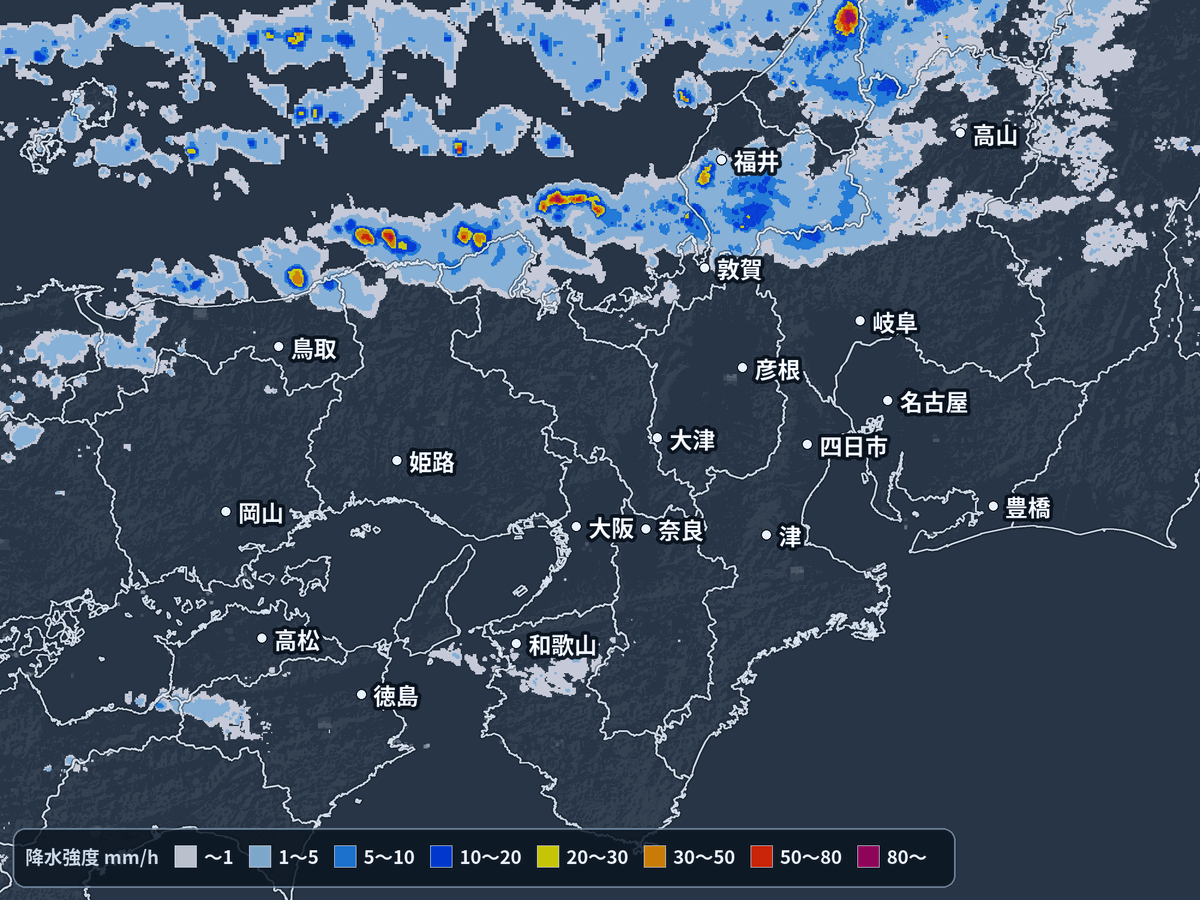 高山
福井
敦賀
岐阜
鳥取
彦根
名古屋
大津
四日市
姫路
岡山
豊橋
大阪
奈良
津
高松
和歌山
徳島
降水強度 mm/h ～1 1～5 5～10 10～20 20～30 30～50 50～80 80～